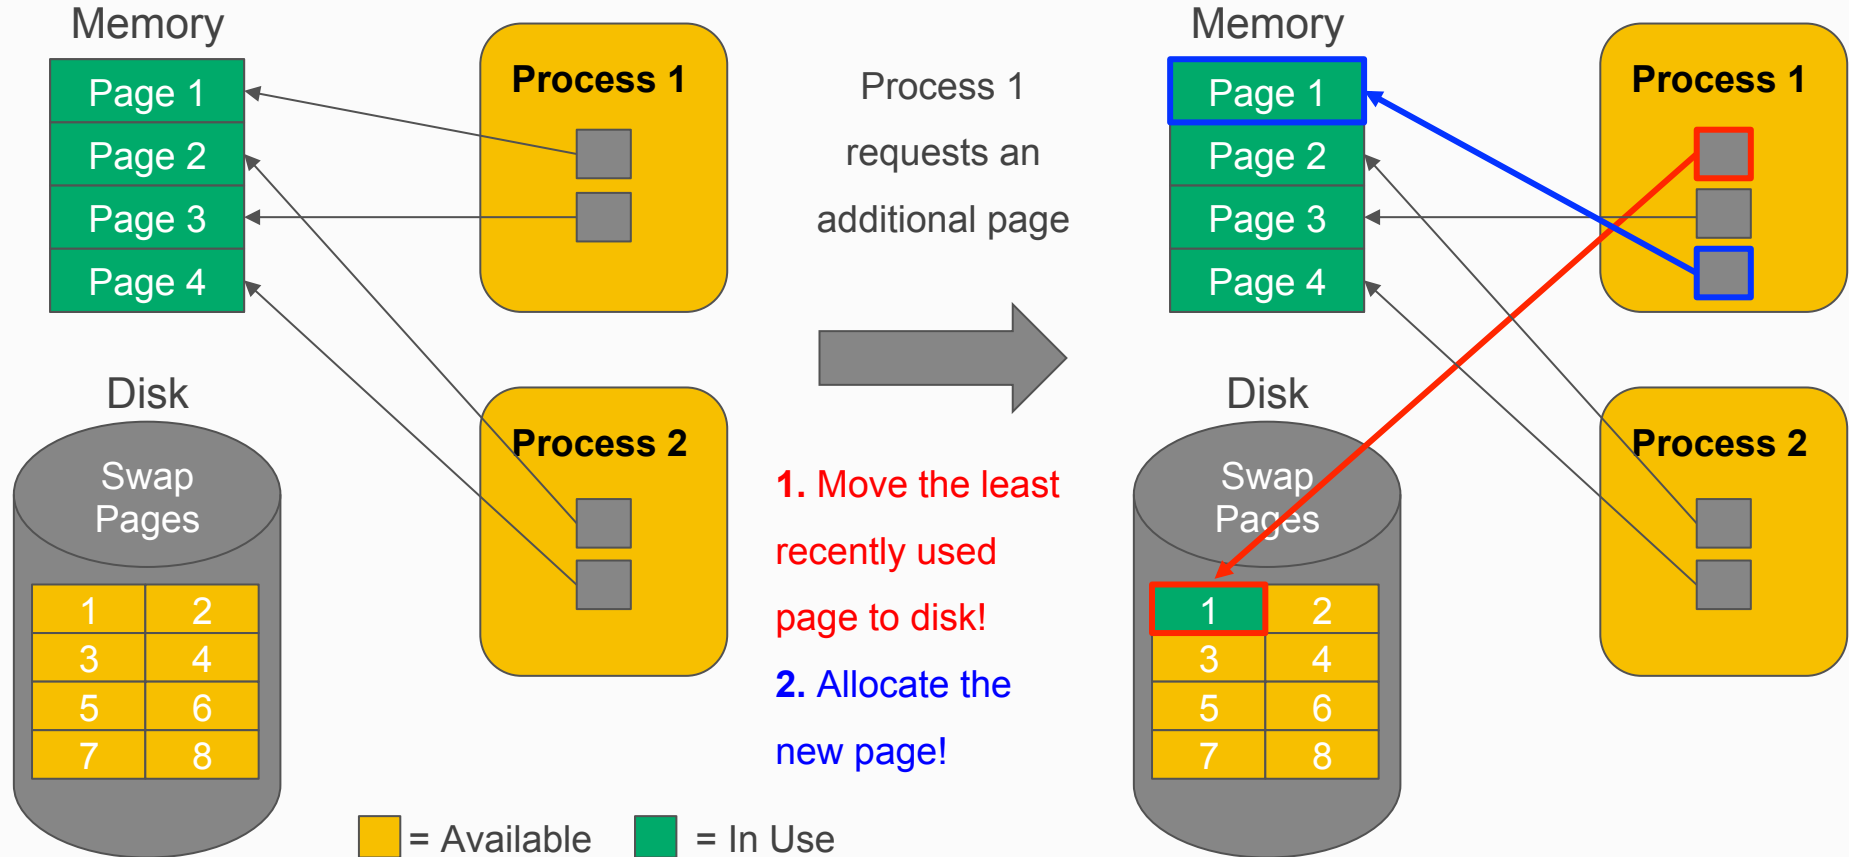 Memory
Page 1
Page 2
Page 3
Page 4
Process 1
Disk
Swap
Pages
1 2
3 4
5 6
7 8
Process 2
Process 1
requests an
additional page
1. Move the least
recently used
page to disk!
2. Allocate the
new page!
= Available
= In Use
Memory
Page 1
Page 2
Page 3
Page 4
Process 1
Disk
Swap
Pages
1 2
3 4
5 6
7 8
Process 2